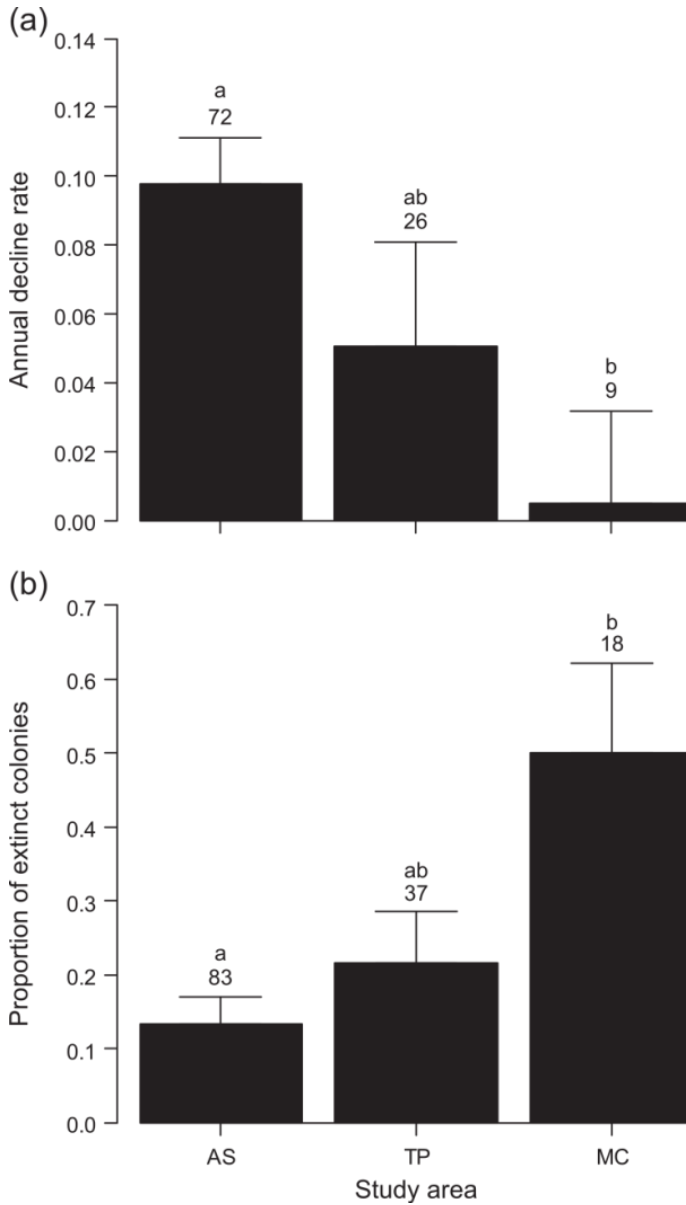 (a)
Annual decline rate
0.14
0.12
0.10
0.08
0.06
0.04
0.02
0.00
a
72
ab
26
b
9
(b)
Proportion of extinct colonies
0.7
0.6
0.5
0.4
0.3
0.2
0.1
0.0
a
83
ab
37
b
18
AS TP MC
Study area